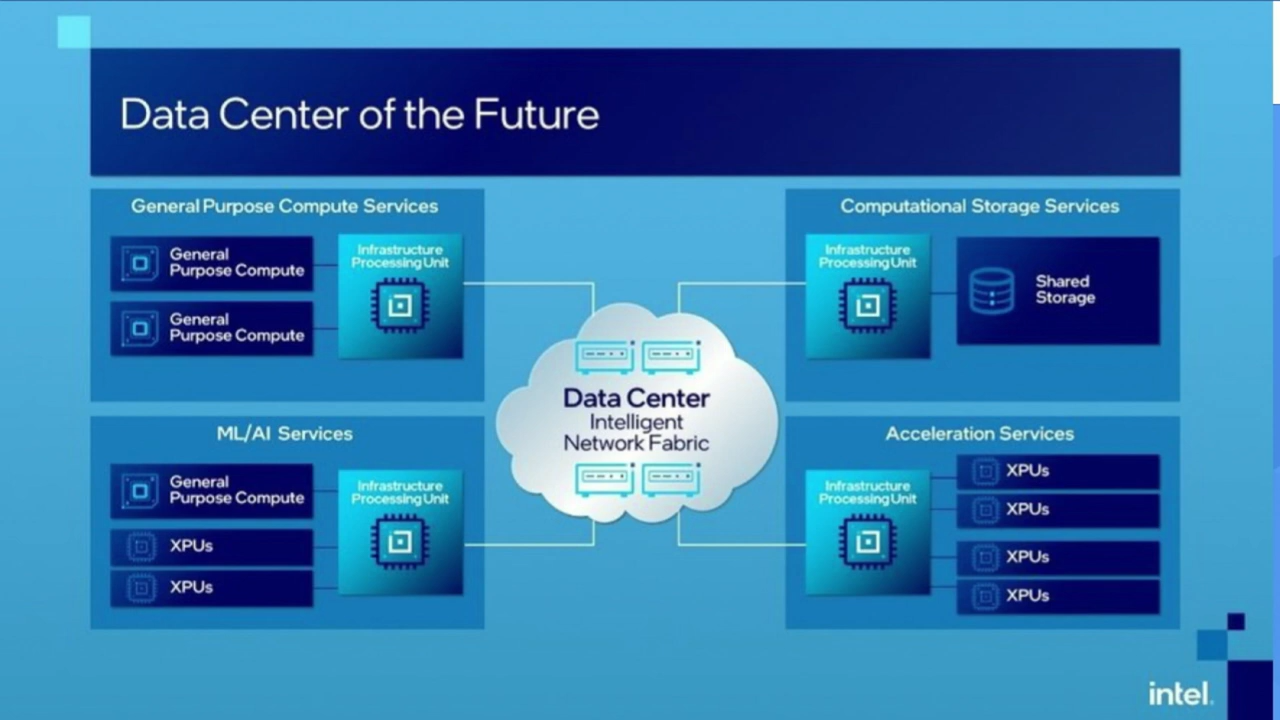 Data Center of the Future
General Purpose Compute Services
General
Purpose Compute
General
Purpose Compute
Infrastructure
Processing Unit
Computational Storage Services
Infrastructure
Processing Unit
Shared
Storage
Data Center
Intelligent
Network Fabric
ML/AI Services
General
Purpose Compute
XPUs
XPUs
Infrastructure
Processing Unit
Acceleration Services
Infrastructure
Processing Unit
XPUs
XPUs
XPUs
XPUs
intel.